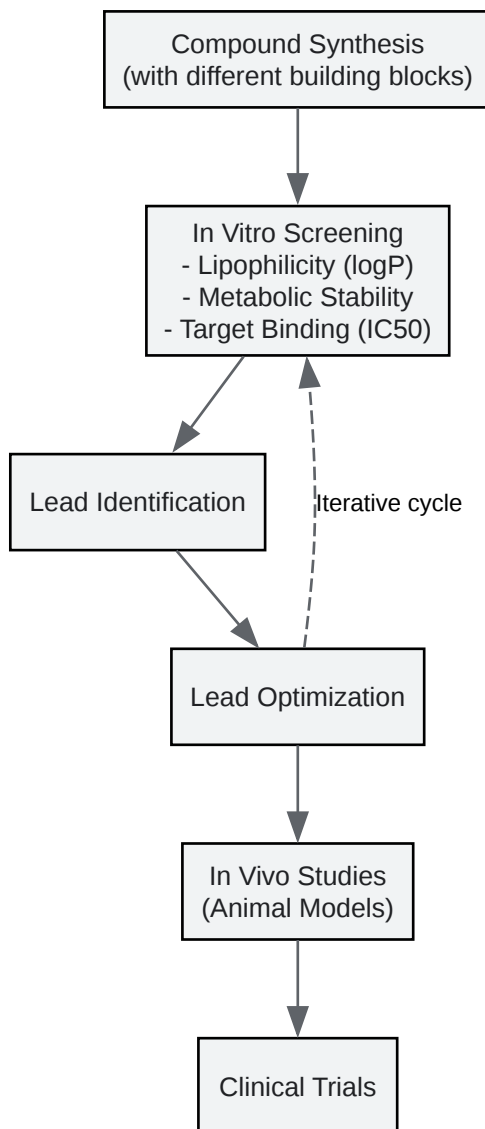 Compound Synthesis
(with different building blocks)
In Vitro Screening
- Lipophilicity (logP)
- Metabolic Stability
- Target Binding (IC50)
Lead Identification
Iterative cycle
Lead Optimization
In Vivo Studies
(Animal Models)
Clinical Trials